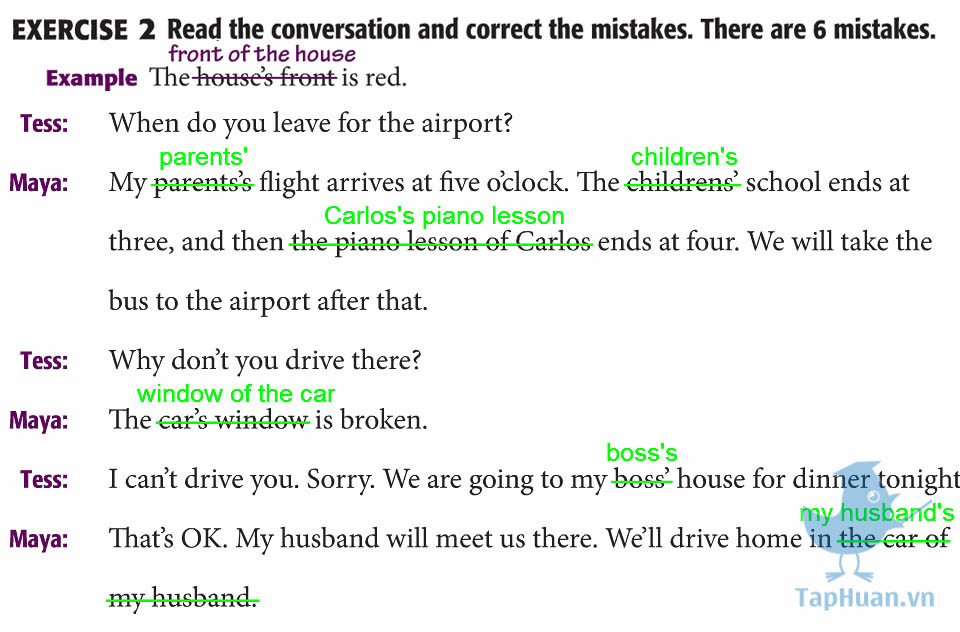 EXERCISE 2 Read the conversation and correct the mistakes. There are 6 mistakes.
front of the house
Example The house's front is red.
Tess: When do you leave for the airport?
parents' children's
Maya: My parents's flight arrives at five o'clock. The childrens' school ends at
Carlos's piano lesson
three, and then the piano lesson of Carlos ends at four. We will take the
bus to the airport after that.
Tess: Why don't you drive there?
window of the car
Maya: The car's window is broken.
boss's
Tess: I can't drive you. Sorry. We are going to my boss' house for dinner tonight
my husband's
Maya: That's OK. My husband will meet us there. We'll drive home in the car of
my husband.
TapHuan.vn